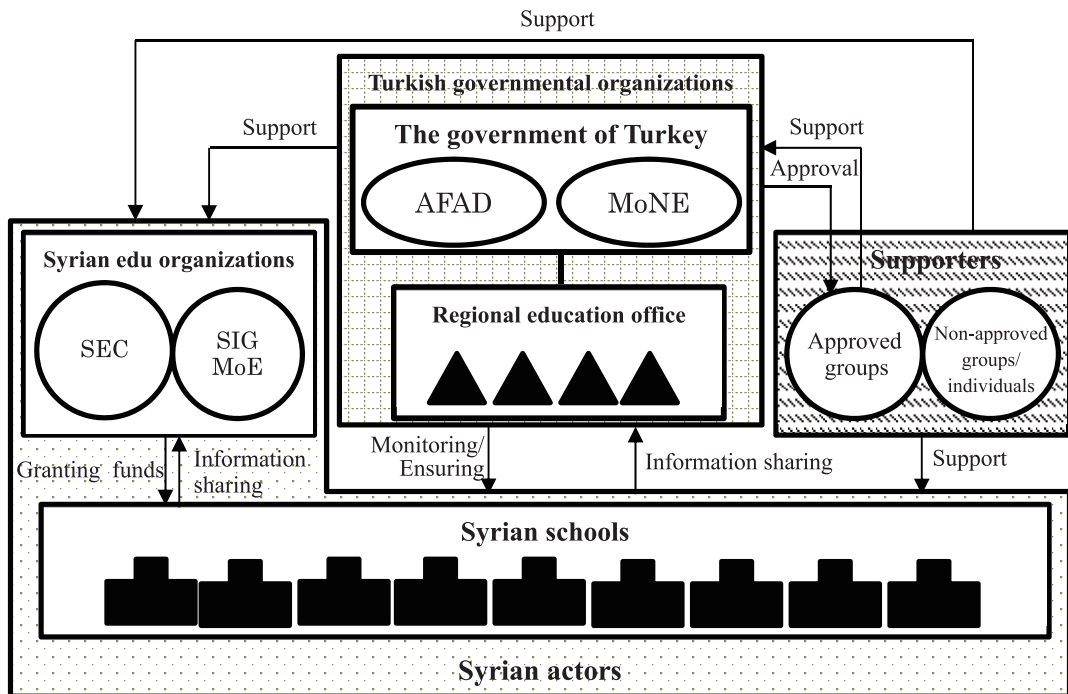 Support
Turkish governmental organizations
The government of Turkey
AFAD
MoNE
Support
Support
Approval
Syrian edu organizations
SEC
SIG
MoE
Regional education office
Supporters
Approved
groups
Non-approved
groups/
individuals
Granting funds
Information
sharing
Monitoring/
Ensuring
Information sharing
Support
Syrian schools
Syrian actors